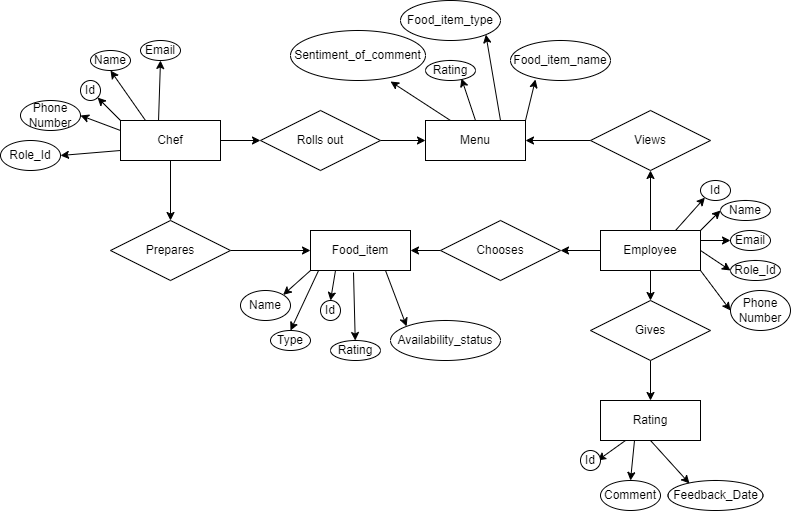 Food_item_type
Name
Email
Sentiment_of_comment
Rating
Food_item_name
Id
Phone
Number
Role_Id
Chef
Rolls out
Menu
Views
Id
Name
Email
Role_Id
Phone
Number
Prepares
Food_item
Chooses
Employee
Name
Type
Id
Rating
Availability_status
Gives
Rating
Id
Comment
Feedback_Date